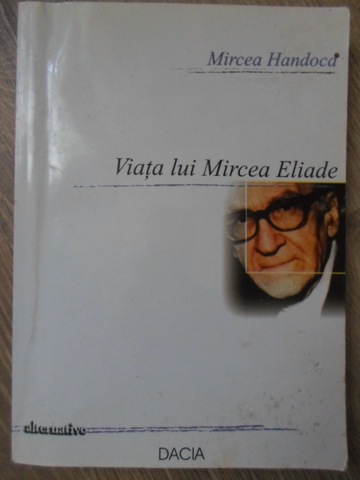 Mircea Handoca
Viața lui Mircea Eliade
alternative
DACIA